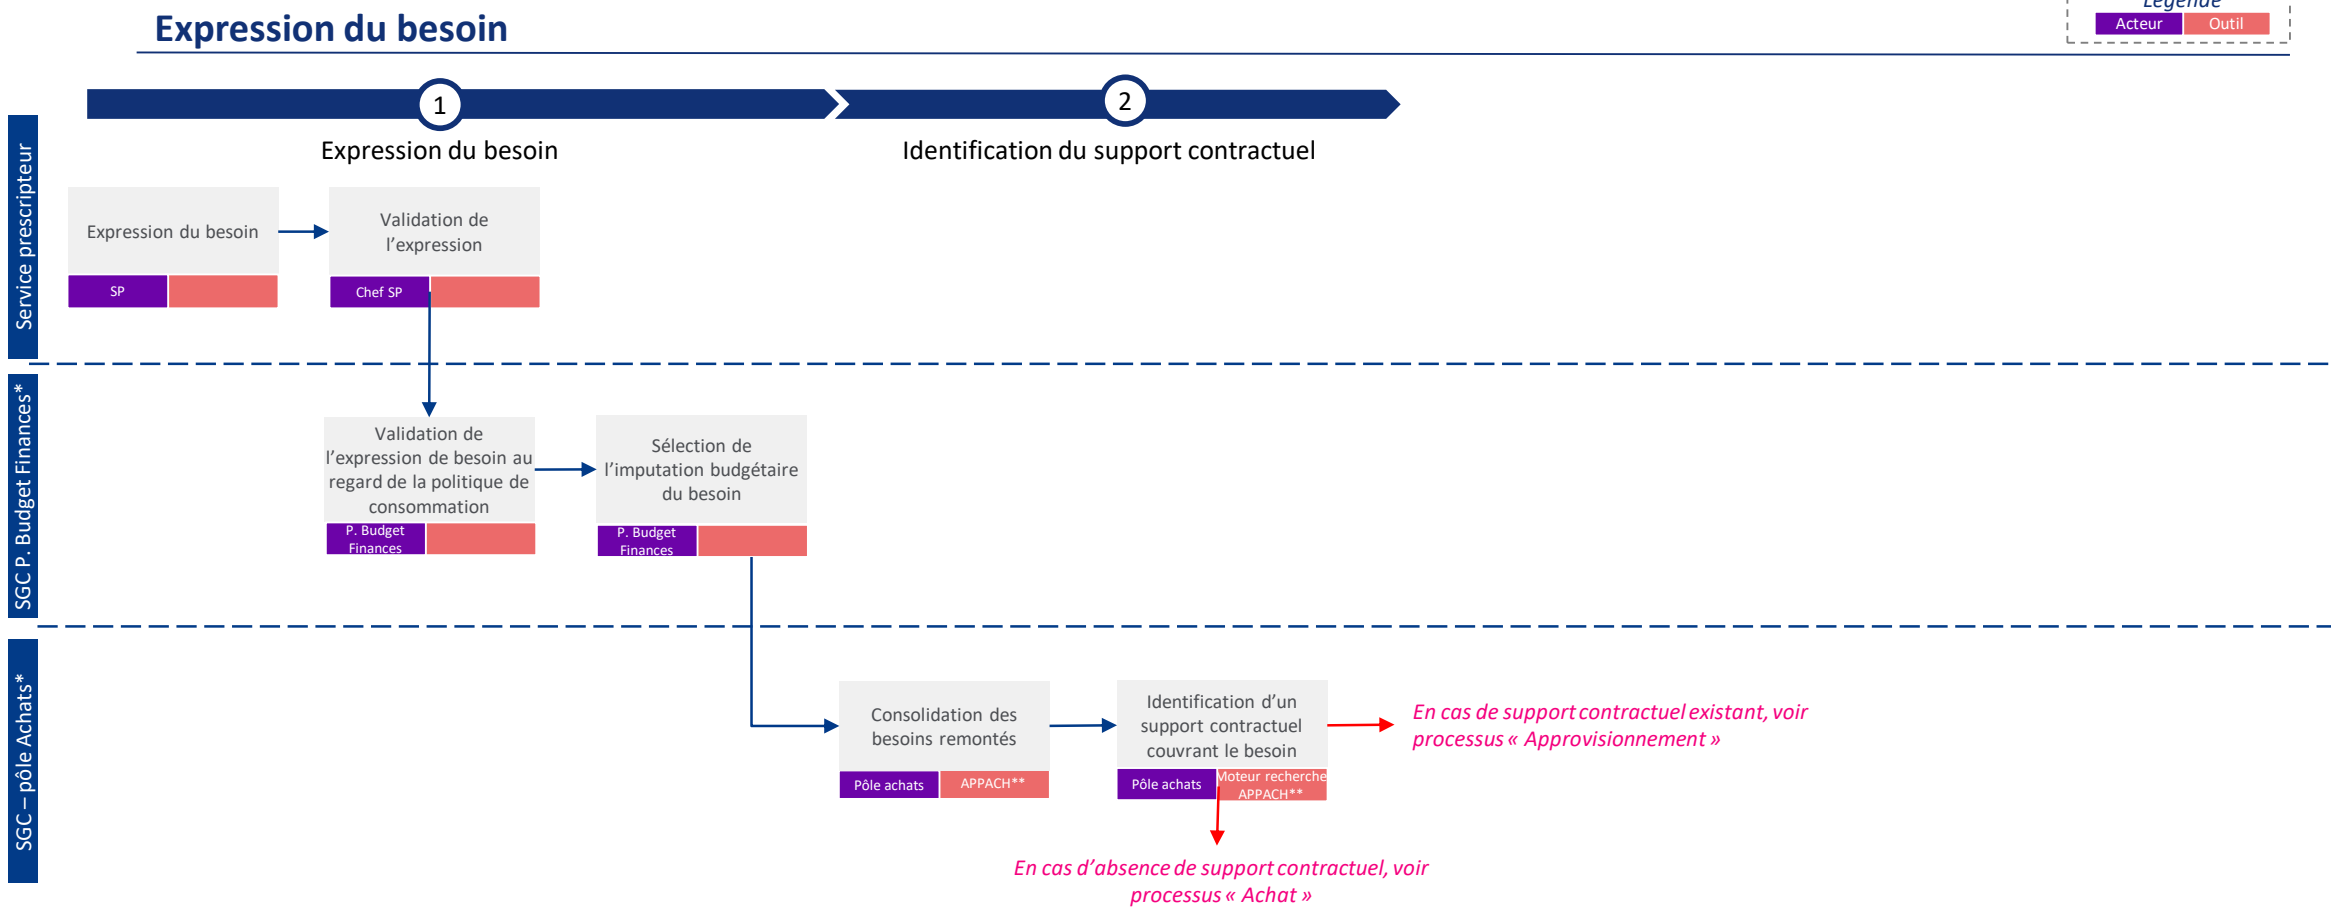 Expression du besoin
Légende
Acteur
Outil
1
2
Expression du besoin
Identification du support contractuel
Service prescripteur
Expression du besoin
SP
Validation de
l’expression
Chef SP
SGC P. Budget Finances*
Validation de
l’expression de besoin au
regard de la politique de
consommation
P. Budget
Finances
Sélection de
l’imputation budgétaire
du besoin
P. Budget
Finances
SGC – pôle Achats*
Consolidation des
besoins remontés
Pôle achats
APPACH**
Identification d’un
support contractuel
couvrant le besoin
Pôle achats
Moteur recherche
APPACH**
En cas de support contractuel existant, voir
processus « Approvisionnement »
En cas d’absence de support contractuel, voir
processus « Achat »